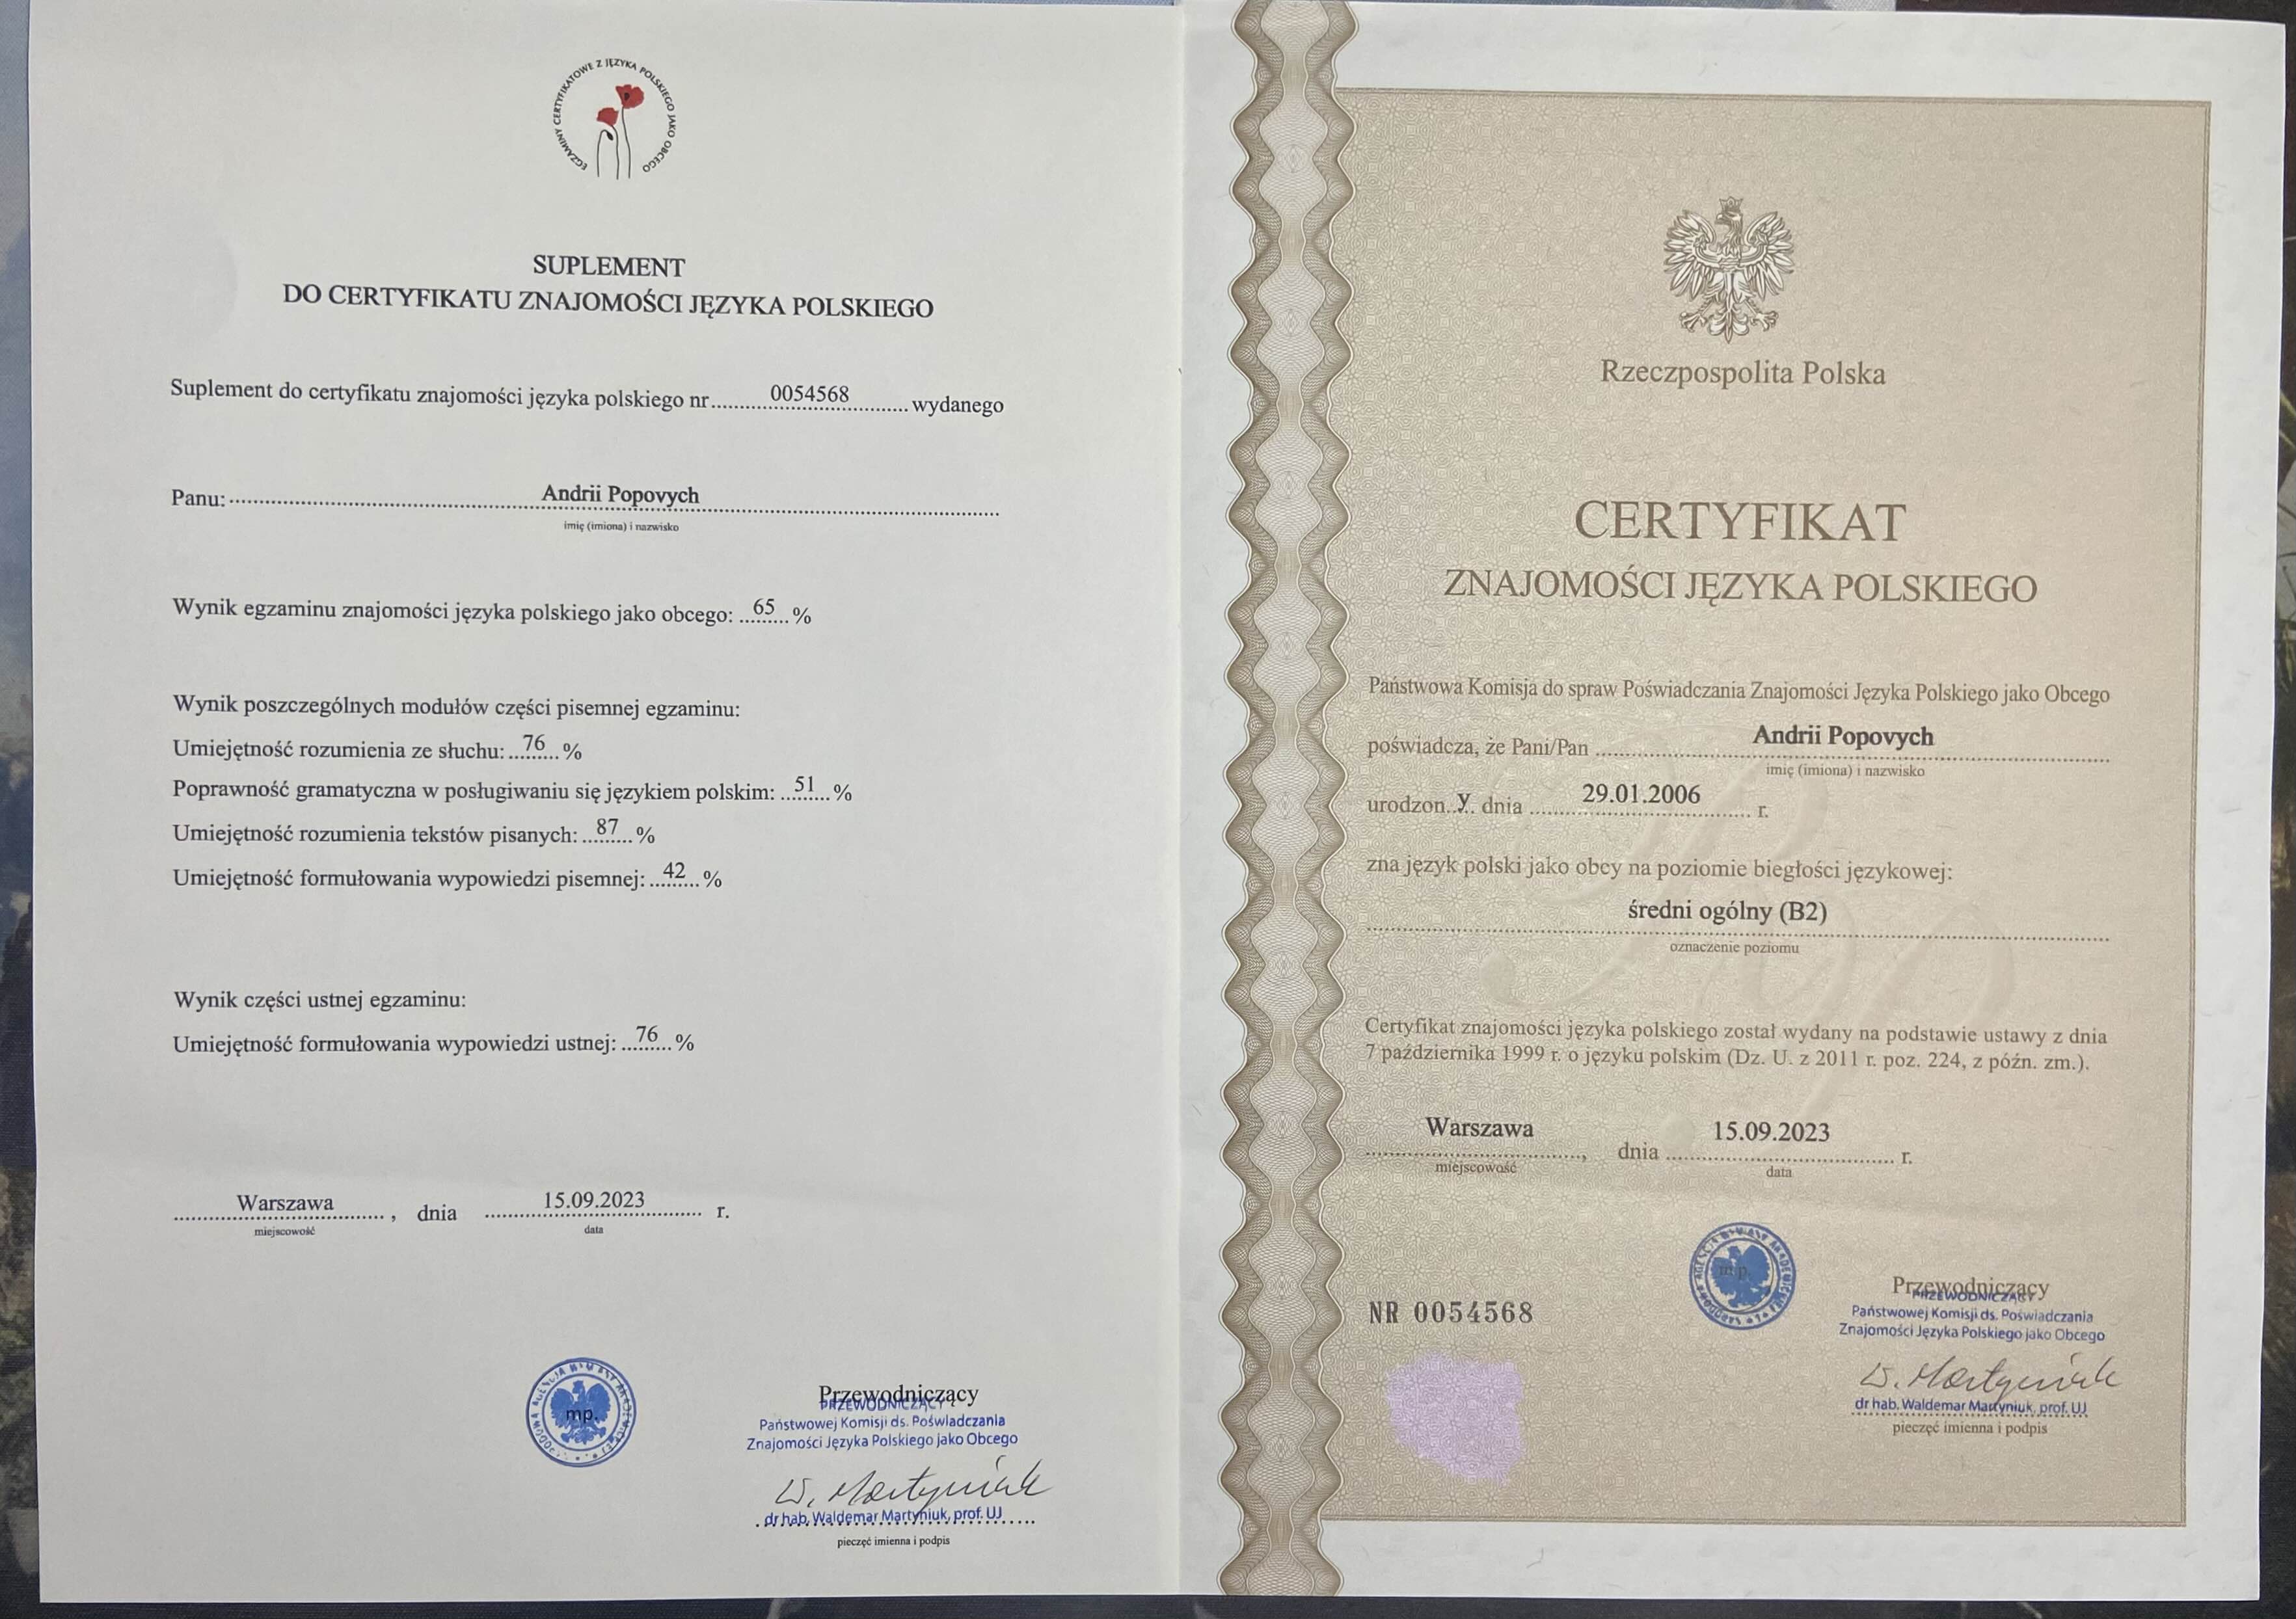 EGZAMINY CERTYFIKATOWE Z JĘZYKA POLSKIEGO JAKO OBCEGO
SUPLEMENT
DO CERTYFIKATU ZNAJOMOŚCI JĘZYKA POLSKIEGO
Suplement do certyfikatu znajomości języka polskiego nr 0054568 wydanego
Panu: Andrii Popovych
imię (imiona) i nazwisko
Wynik egzaminu znajomości języka polskiego jako obcego: 65 %
Wynik poszczególnych modułów części pisemnej egzaminu:
Umiejętność rozumienia ze słuchu: 76 %
Poprawność gramatyczna w posługiwaniu się językiem polskim: 51 %
Umiejętność rozumienia tekstów pisanych: 87 %
Umiejętność formułowania wypowiedzi pisemnej: 42 %
Wynik części ustnej egzaminu:
Umiejętność formułowania wypowiedzi ustnej: 76 %
Warszawa, dnia 15.09.2023 r.
miejscowość data
mp.
Przewodniczący
PRZEWODNICZĄCY
Państwowej Komisji ds. Poświadczania
Znajomości Języka Polskiego jako Obcego
W. Martyniuk
dr hab. Waldemar Martyniuk, prof. UJ
pieczęć imienna i podpis
Rzeczpospolita Polska
CERTYFIKAT
ZNAJOMOŚCI JĘZYKA POLSKIEGO
Państwowa Komisja do spraw Poświadczania Znajomości Języka Polskiego jako Obcego
poświadcza, że Pani/Pan Andrii Popovych
imię (imiona) i nazwisko
urodzon y dnia 29.01.2006 r.
zna język polski jako obcy na poziomie biegłości językowej:
średni ogólny (B2)
oznaczenie poziomu
Certyfikat znajomości języka polskiego został wydany na podstawie ustawy z dnia
7 października 1999 r. o języku polskim (Dz. U. z 2011 r. poz. 224, z późn. zm.).
Warszawa, dnia 15.09.2023 r.
miejscowość data
mp.
NR 0054568
Przewodniczący
PRZEWODNICZĄCY
Państwowej Komisji ds. Poświadczania
Znajomości Języka Polskiego jako Obcego
W. Martyniuk
dr hab. Waldemar Martyniuk, prof. UJ
pieczęć imienna i podpis